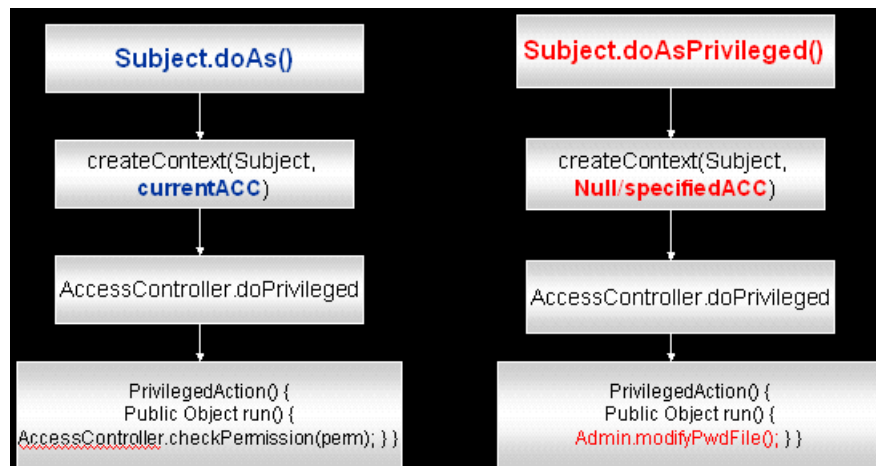 Subject.doAs()
createContext(Subject,
currentACC)
AccessController.doPrivileged
PrivilegedAction() {
Public Object run() {
AccessController.checkPermission(perm); } }
Subject.doAsPrivileged()
createContext(Subject,
Null/specifiedACC)
AccessController.doPrivileged
PrivilegedAction() {
Public Object run() {
Admin.modifyPwdFile(); } }